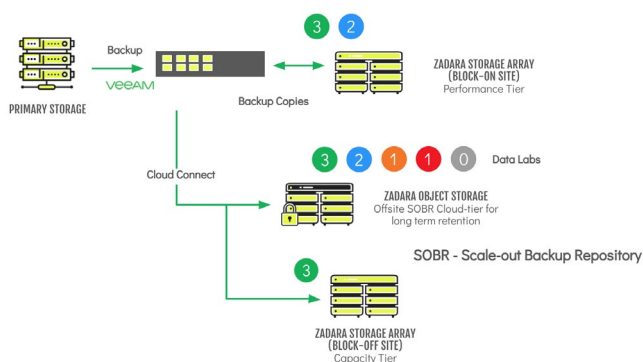 3 2
Backup
veeAM
PRIMARY STORAGE
ZADARA STORAGE ARRAY
(BLOCK-ON SITE)
Performance Tier
Backup Copies
3 2 1 1 0 Data Labs
Cloud Connect
ZADARA OBJECT STORAGE
Offsite SOBR Cloud-tier for
long term retention
SOBR - Scale-out Backup Repository
3
ZADARA STORAGE ARRAY
(BLOCK-OFF SITE)
Capacity Tier